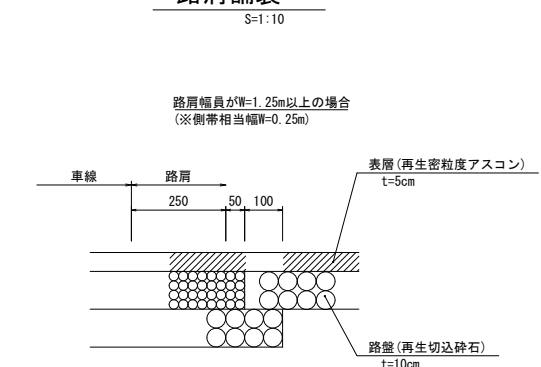 路肩舗装
S=1:10
路肩幅員がW=1.25m以上の場合
(※側帯相当幅W=0.25m)
車線 路肩
250 50 100
表層(再生密粒度アスコン)
t=5cm
路盤(再生切込砕石)
t=10cm